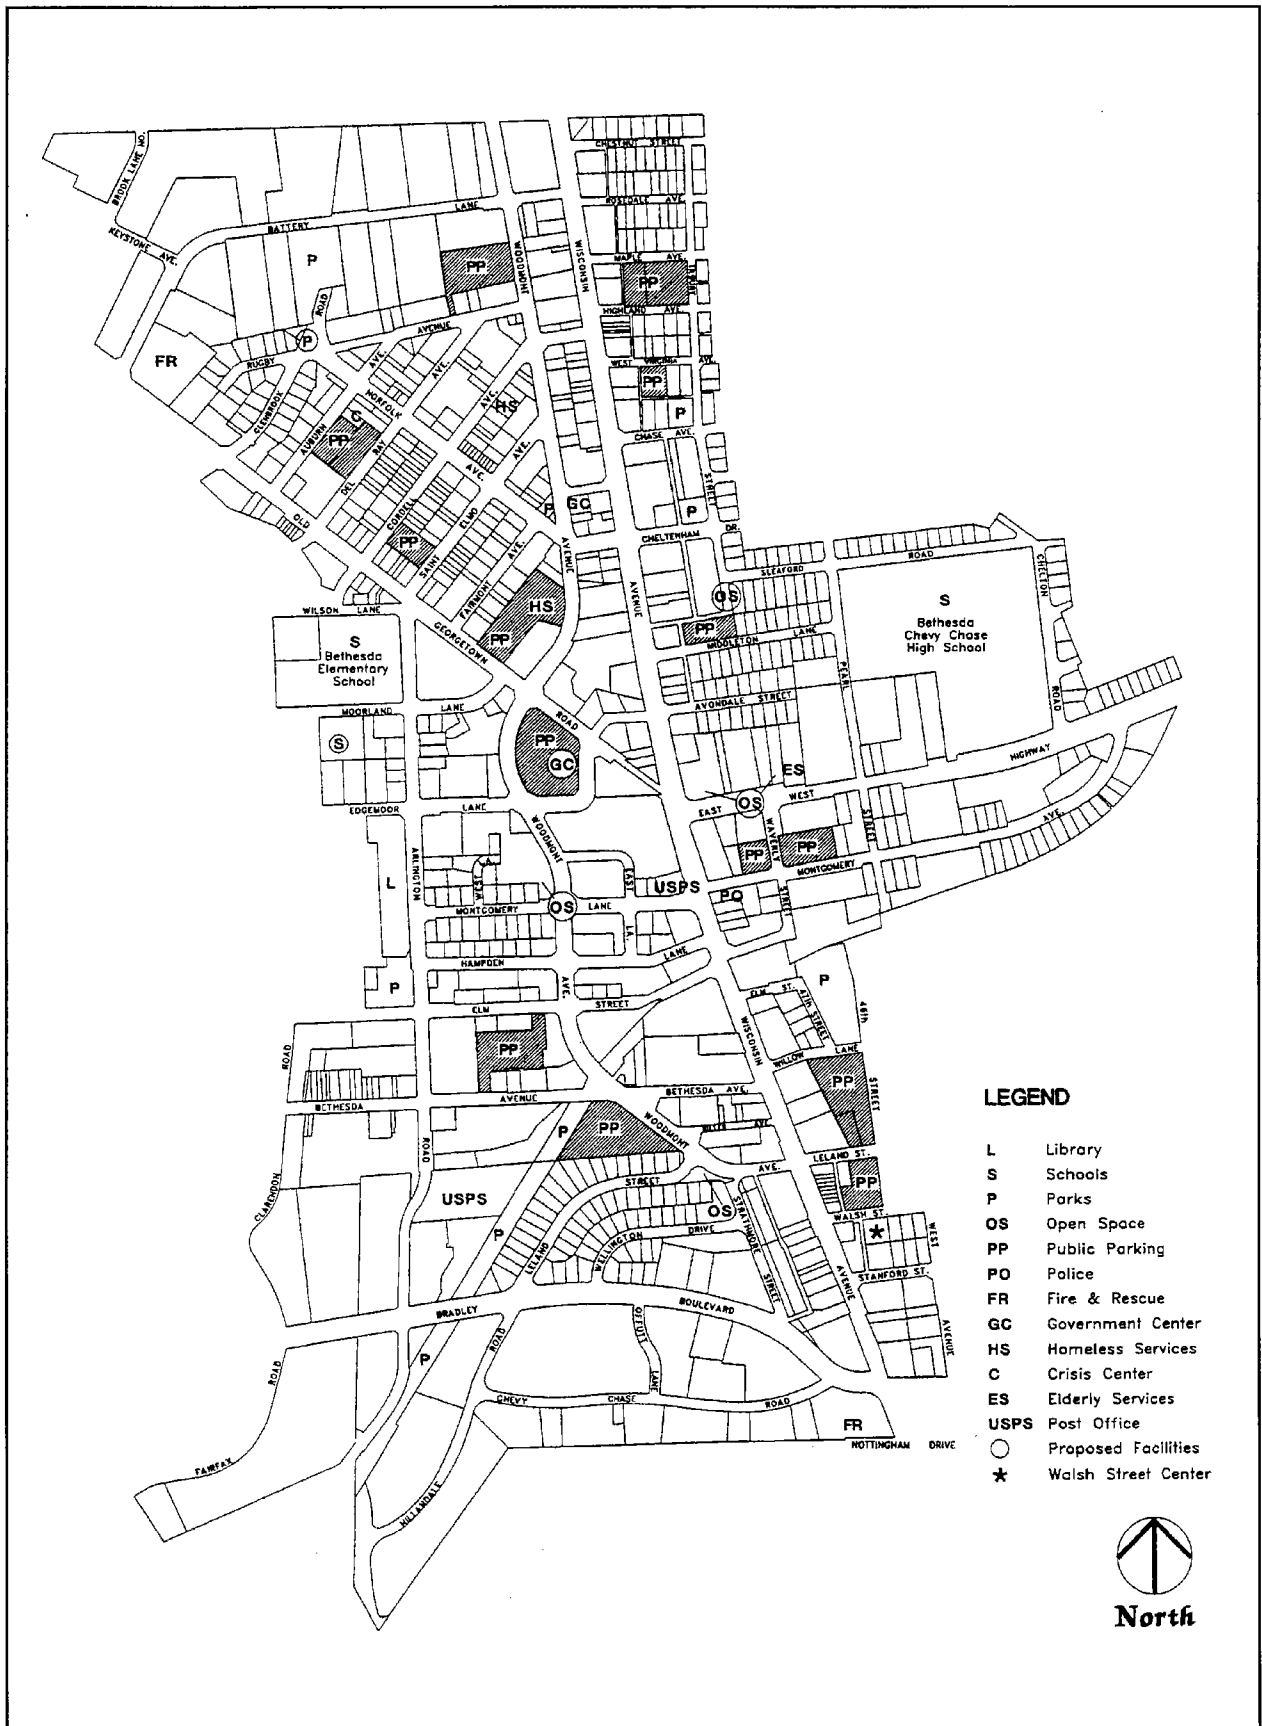 CHESTNUT STREET
BROOK LANE NO
ROSEDALE AVE.
BATTERY LANE
KEYSTONE AVE.
WOODMONT
WISCONSIN
P
PP
MAPLE AVE.
PP
HIGHLAND AVE.
ROAD
AVENUE
P
FR
RUGBY
WEST VIRGINIA AVE.
PP
AVE.
AVE.
NORFOLK
HS
AVE.
P
C
GLENBROOK
AUBURN
PP
CHASE AVE.
DEL RAY
AVE.
AVE.
STREET
OLD
CORDELL
ELMO
P
GC
P
PP
SAINT
AVE.
AVENUE
CHELTENHAM DR.
SLEAFORD ROAD
CHELTON
FAIRMONT
HS
AVENUE
OS
S
Bethesda
Chevy Chase
High School
WILSON LANE
GEORGETOWN
PP
PP
MIDDLETON LANE
S
Bethesda
Elementary
School
PEARL
ROAD
MOORLAND LANE
ROAD
AVONDALE STREET
S
PP
GC
ES
HIGHWAY
EDGEMOOR LANE
EAST
OS
WEST
WOODMONT
WAVERLY
STREET
AVE.
ARLINGTON
LA.
PP
PP
MONTGOMERY
L
WEST
EAST
USPS
PO
STREET
MONTGOMERY
OS
LANE
LA.
HAMPDEN
LANE
P
AVE.
P
ELM
STREET
ELM ST.
47th STREET
46th
ROAD
PP
WISCONSIN
WILLOW LANE
BETHESDA
AVENUE
BETHESDA AVE.
PP
STREET
P
PP
WOODMONT
ROAD
LELAND ST.
AVE.
USPS
STREET
PP
CLARENDON
P
OS
STRATHMORE
WALSH ST.
WEST
LELAND
WELLINGTON
DRIVE
STREET
AVENUE
STANFORD ST.
BRADLEY
BOULEVARD
OFFUTT
AVENUE
ROAD
ROAD
P
LANE
CHEVY CHASE ROAD
FR
NOTTINGHAM DRIVE
FAIRFAX
HILLANDALE
LEGEND
L Library
S Schools
P Parks
OS Open Space
PP Public Parking
PO Police
FR Fire & Rescue
GC Government Center
HS Homeless Services
C Crisis Center
ES Elderly Services
USPS Post Office
Proposed Facilities
Walsh Street Center
North